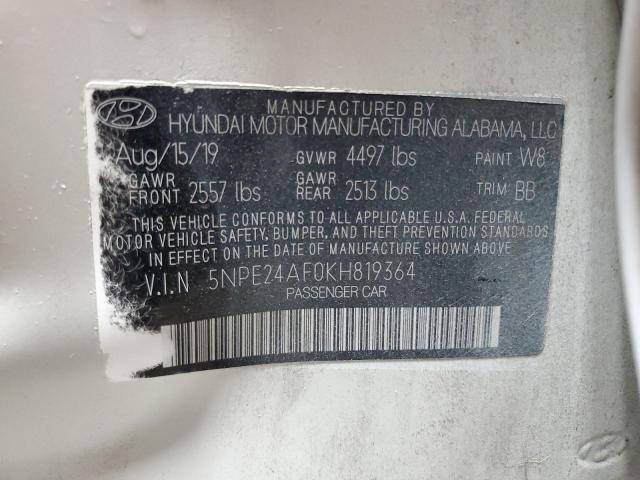 MANUFACTURED BY
HYUNDAI MOTOR MANUFACTURING ALABAMA, LLC
Aug/15/19 GVWR 4497 lbs PAINT W8
GAWR FRONT 2557 lbs GAWR REAR 2513 lbs TRIM BB
THIS VEHICLE CONFORMS TO ALL APPLICABLE U.S.A. FEDERAL
MOTOR VEHICLE SAFETY, BUMPER, AND THEFT PREVENTION STANDARDS
IN EFFECT ON THE DATE OF MANUFACTURE SHOWN ABOVE.
V.I.N 5NPE24AF0KH819364
PASSENGER CAR